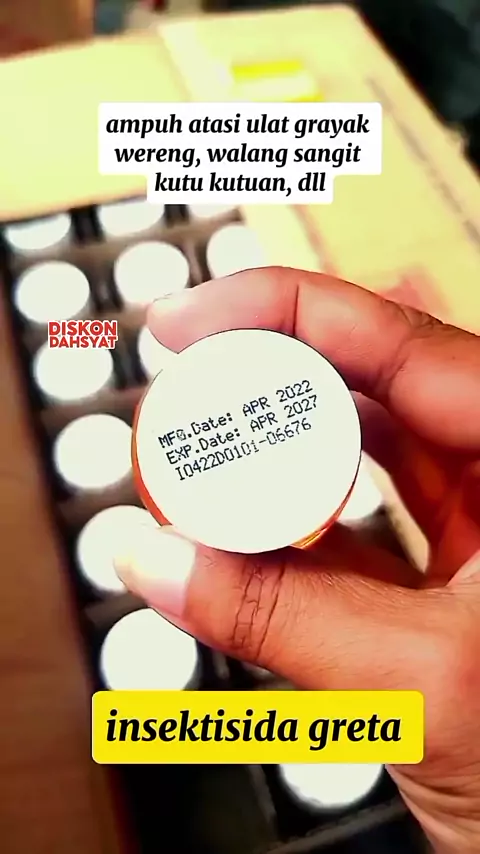 ampuh atasi ulat grayak
wereng, walang sangit
kutu kutuan, dll
DISKON
DAHSYAT
MFG.Date: APR 2022
EXP.Date: APR 2027
I0422D0101-06676
insektisida greta